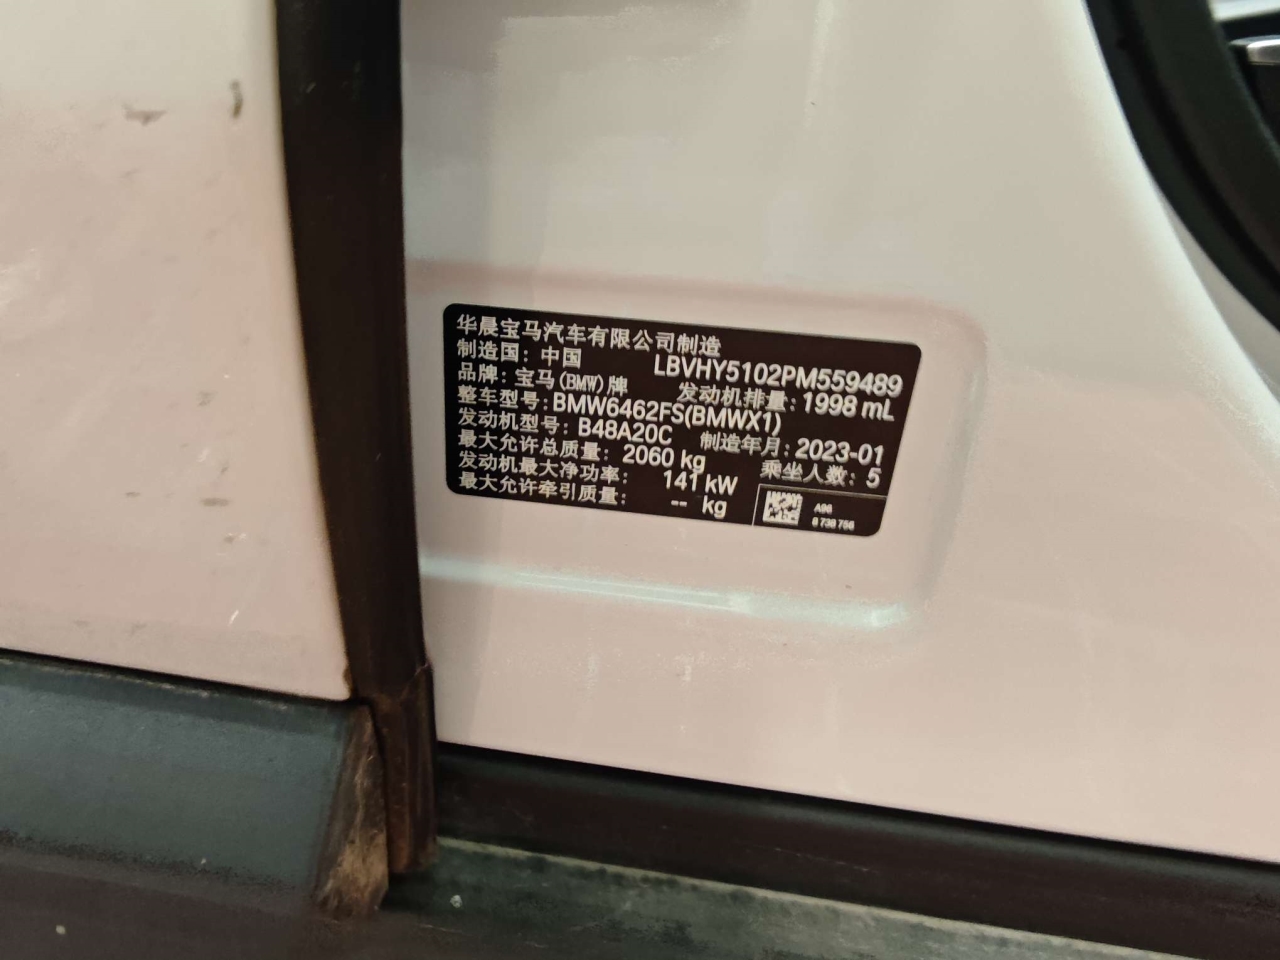 华晨宝马汽车有限公司制造
制造国：中国 LBVHY5102PM559489
品牌：宝马(BMW)牌 发动机排量：1998 mL
整车型号：BMW6462FS(BMWX1)
发动机型号：B48A20C 制造年月：2023-01
最大允许总质量：2060 kg 乘坐人数：5
发动机最大净功率：141 kW
最大允许牵引质量：-- kg
A96
8 738 756